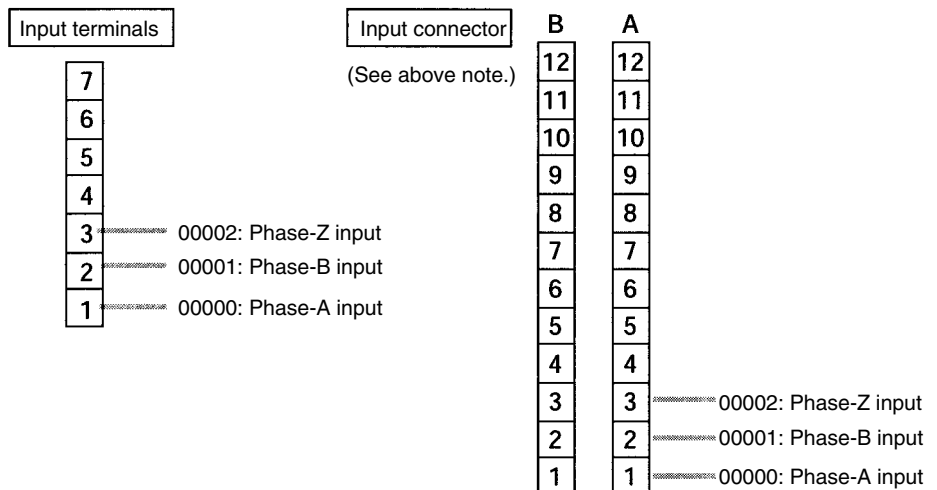 Input terminals
7
6
5
4
3 00002: Phase-Z input
2 00001: Phase-B input
1 00000: Phase-A input
Input connector
(See above note.)
B A
12 12
11 11
10 10
9 9
8 8
7 7
6 6
5 5
4 4
3 3 00002: Phase-Z input
2 2 00001: Phase-B input
1 1 00000: Phase-A input